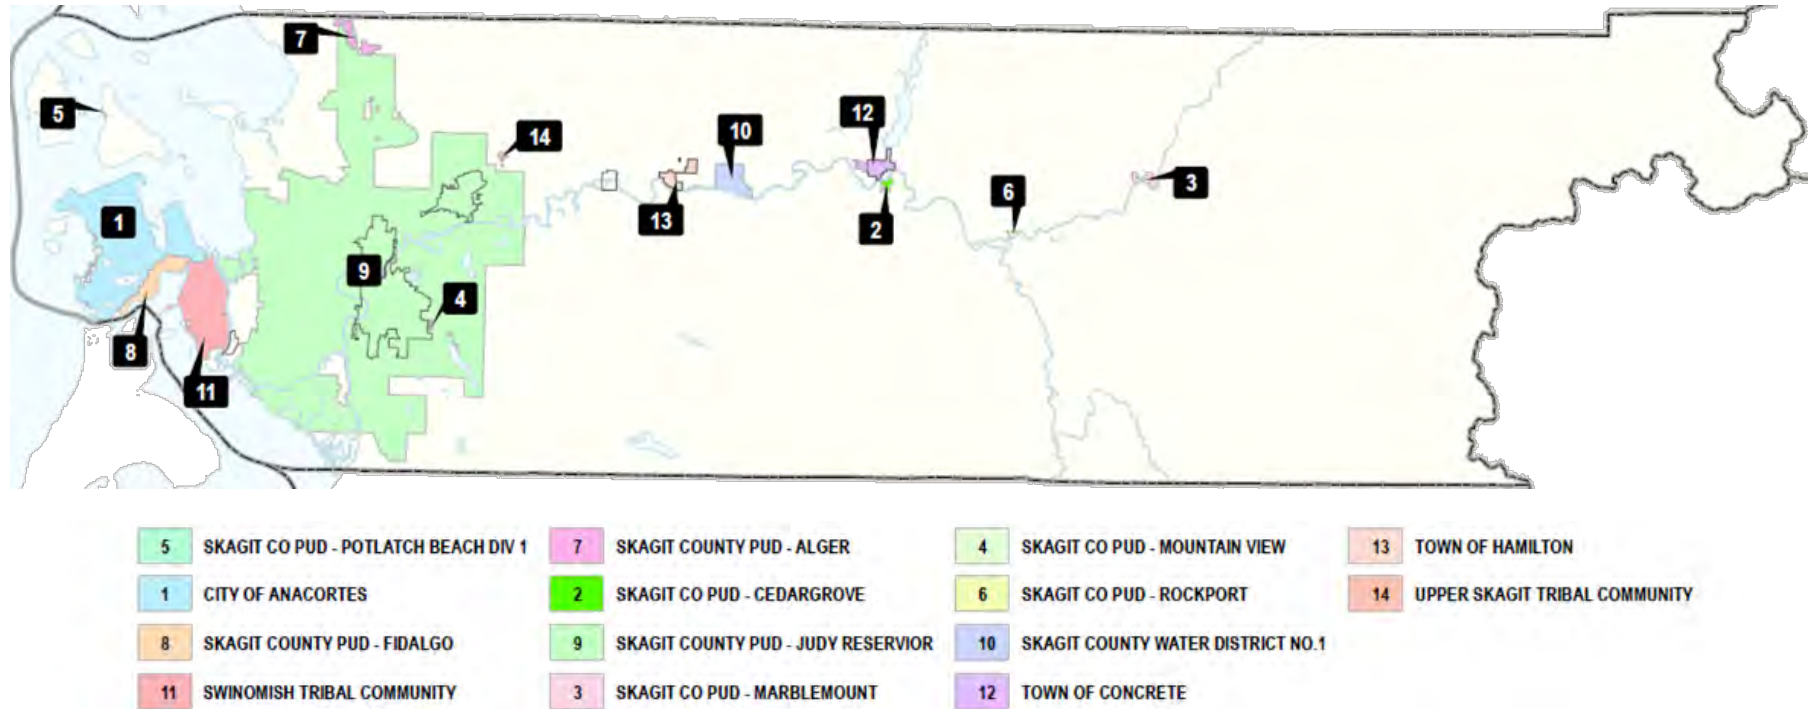 7
5
14
10
12
1
13
2
6
3
9
4
8
11
5 SKAGIT CO PUD - POTLATCH BEACH DIV 1
7 SKAGIT COUNTY PUD - ALGER
4 SKAGIT CO PUD - MOUNTAIN VIEW
13 TOWN OF HAMILTON
1 CITY OF ANACORTES
2 SKAGIT CO PUD - CEDARGROVE
6 SKAGIT CO PUD - ROCKPORT
14 UPPER SKAGIT TRIBAL COMMUNITY
8 SKAGIT COUNTY PUD - FIDALGO
9 SKAGIT COUNTY PUD - JUDY RESERVIOR
10 SKAGIT COUNTY WATER DISTRICT NO.1
11 SWINOMISH TRIBAL COMMUNITY
3 SKAGIT CO PUD - MARBLEMOUNT
12 TOWN OF CONCRETE